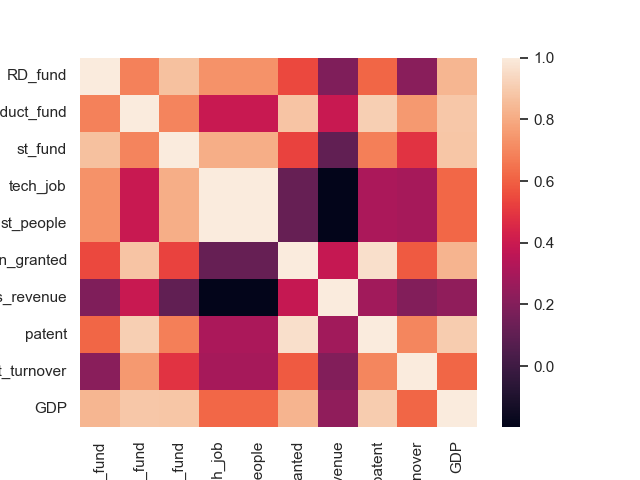 RD_fund
duct_fund
st_fund
tech_job
st_people
n_granted
s_revenue
patent
t_turnover
GDP
1.0
0.8
0.6
0.4
0.2
0.0
_fund
_fund
_fund
h_job
eople
anted
venue
patent
nover
GDP